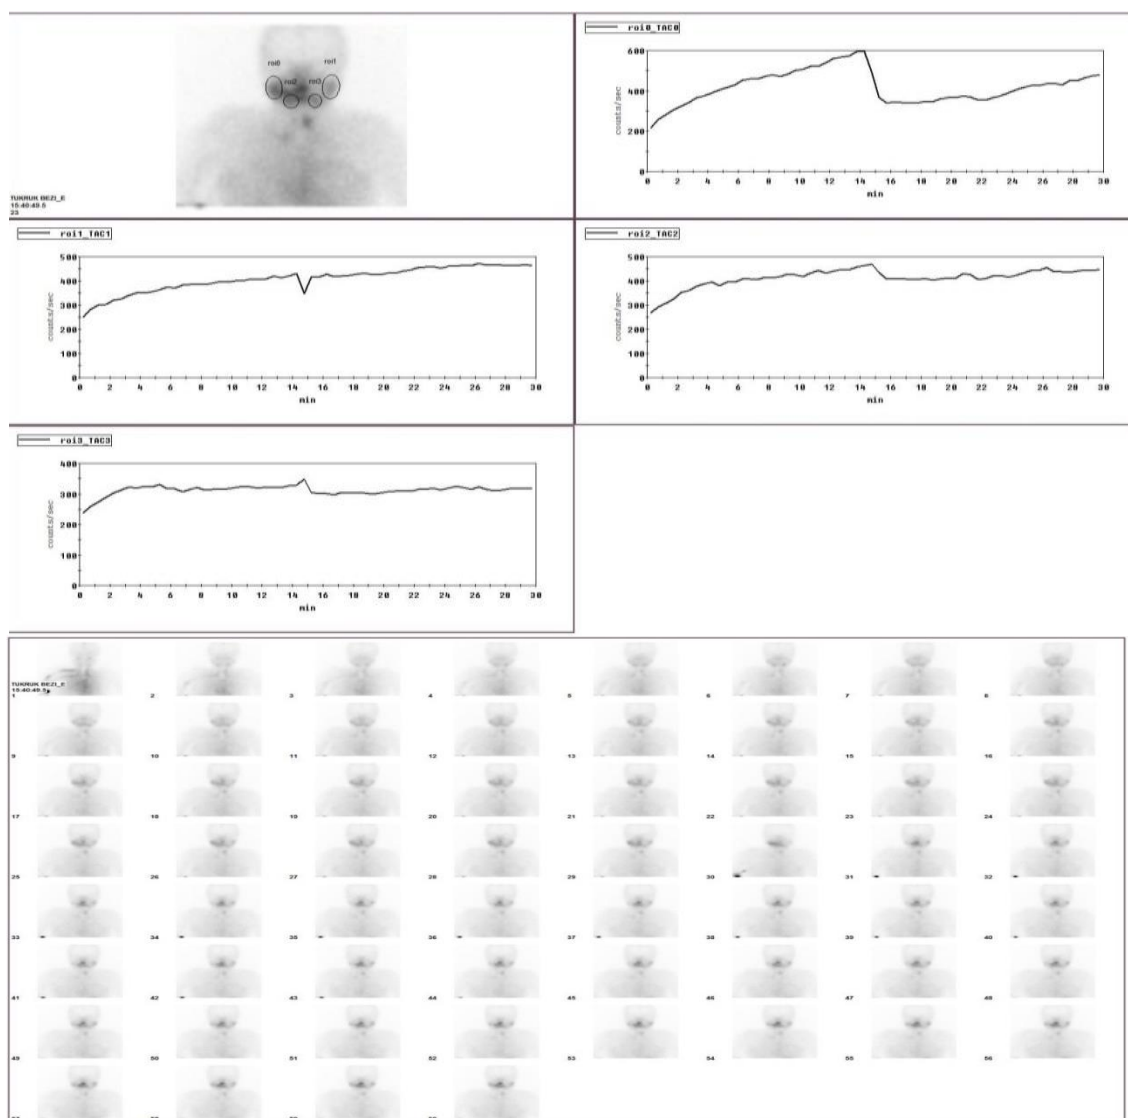 roi0
roi1
roi2
roi3
TUKRUK BEZI_E
15:40:49.5
23
roi0_TAC0
counts/sec
600
400
200
0
0 2 4 6 8 10 12 14 16 18 20 22 24 26 28 30
min
roi1_TAC1
counts/sec
500
400
300
200
100
0
0 2 4 6 8 10 12 14 16 18 20 22 24 26 28 30
min
roi2_TAC2
counts/sec
500
400
300
200
100
0
0 2 4 6 8 10 12 14 16 18 20 22 24 26 28 30
min
roi3_TAC3
counts/sec
400
300
200
100
0
0 2 4 6 8 10 12 14 16 18 20 22 24 26 28 30
min
TUKRUK BEZI_E
15:40:49.5
1 2 3 4 5 6 7 8
9 10 11 12 13 14 15 16
17 18 19 20 21 22 23 24
25 26 27 28 29 30 31 32
33 34 35 36 37 38 39 40
41 42 43 44 45 46 47 48
49 50 51 52 53 54 55 56